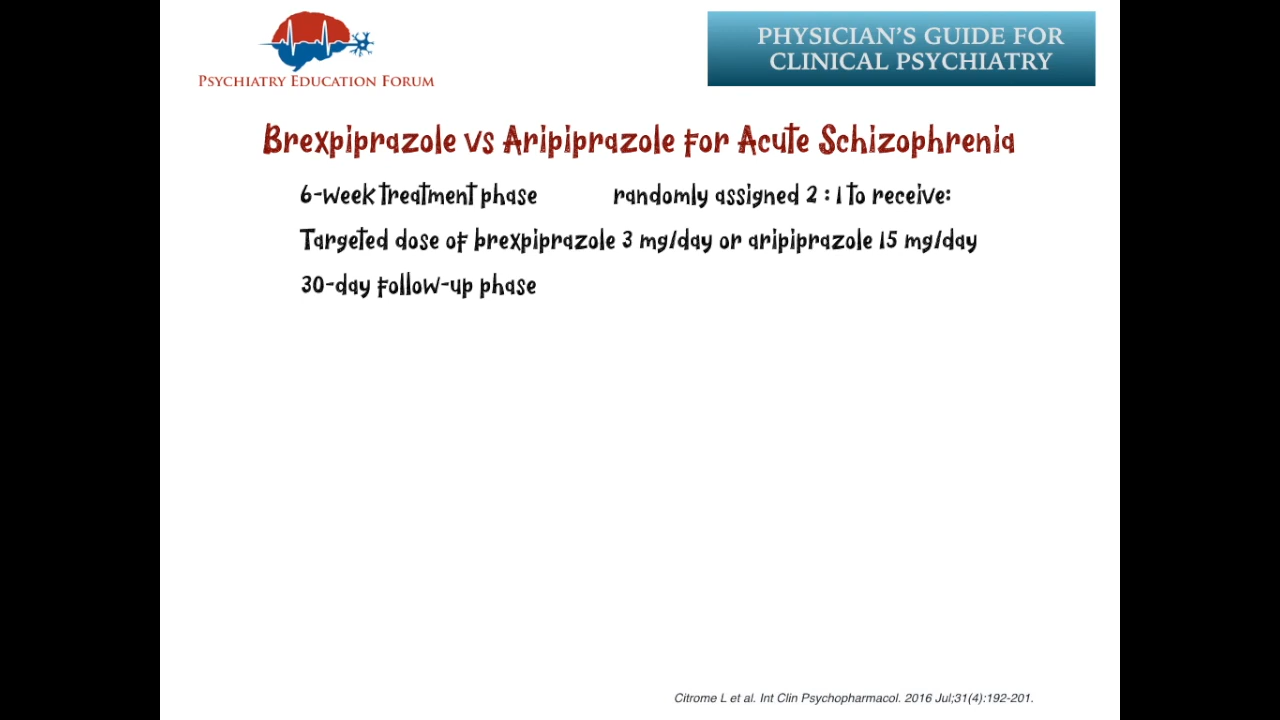 PSYCHIATRY EDUCATION FORUM
PHYSICIAN'S GUIDE FOR
CLINICAL PSYCHIATRY
Brexpiprazole vs Aripiprazole for Acute Schizophrenia
6-week treatment phase randomly assigned 2 : 1 to receive:
Targeted dose of brexpiprazole 3 mg/day or aripiprazole 15 mg/day
30-day follow-up phase
Citrome L et al. Int Clin Psychopharmacol. 2016 Jul;31(4):192-201.